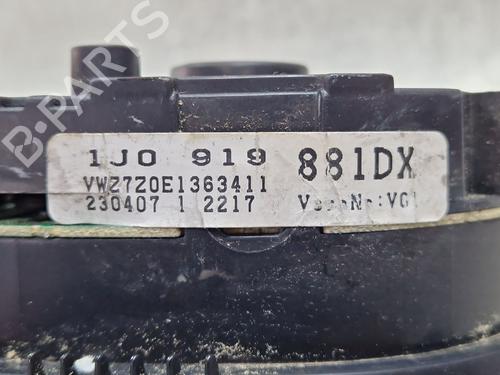 B-PARTS
1J0 919 881DX
VWZ7Z0E1363411
230407 1 2217